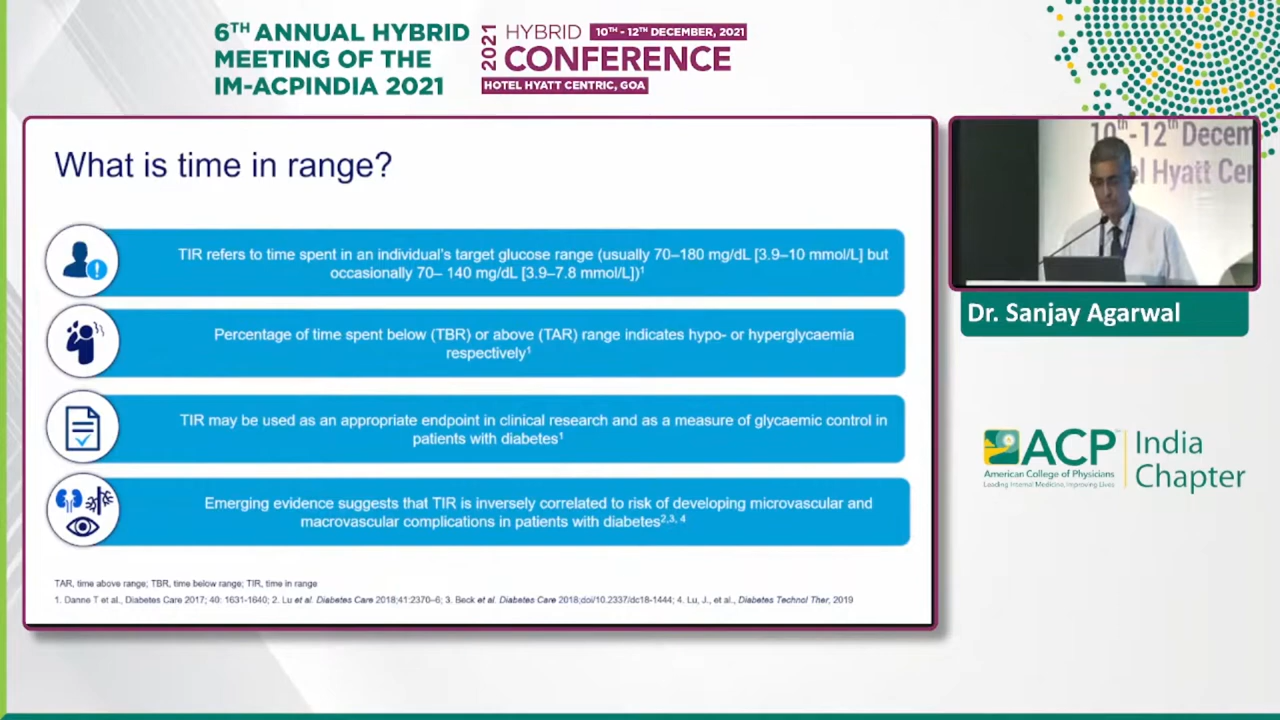 6TH ANNUAL HYBRID
MEETING OF THE
IM-ACPINDIA 2021
2021
HYBRID 10TH - 12TH DECEMBER, 2021
CONFERENCE
HOTEL HYATT CENTRIC, GOA
What is time in range?
TIR refers to time spent in an individual's target glucose range (usually 70–180 mg/dL [3.9–10 mmol/L] but
occasionally 70– 140 mg/dL [3.9–7.8 mmol/L])1
Percentage of time spent below (TBR) or above (TAR) range indicates hypo- or hyperglycaemia
respectively1
TIR may be used as an appropriate endpoint in clinical research and as a measure of glycaemic control in
patients with diabetes1
Emerging evidence suggests that TIR is inversely correlated to risk of developing microvascular and
macrovascular complications in patients with diabetes2,3, 4
TAR, time above range; TBR, time below range; TIR, time in range
1. Danne T et al., Diabetes Care 2017; 40: 1631-1640; 2. Lu et al. Diabetes Care 2018;41:2370–6; 3. Beck et al. Diabetes Care 2018;doi/10.2337/dc18-1444; 4. Lu, J., et al., Diabetes Technol Ther, 2019
10th-12th Decem
el Hyatt Cen
Dr. Sanjay Agarwal
ACP
American College of Physicians
Leading Internal Medicine, Improving Lives
India
Chapter